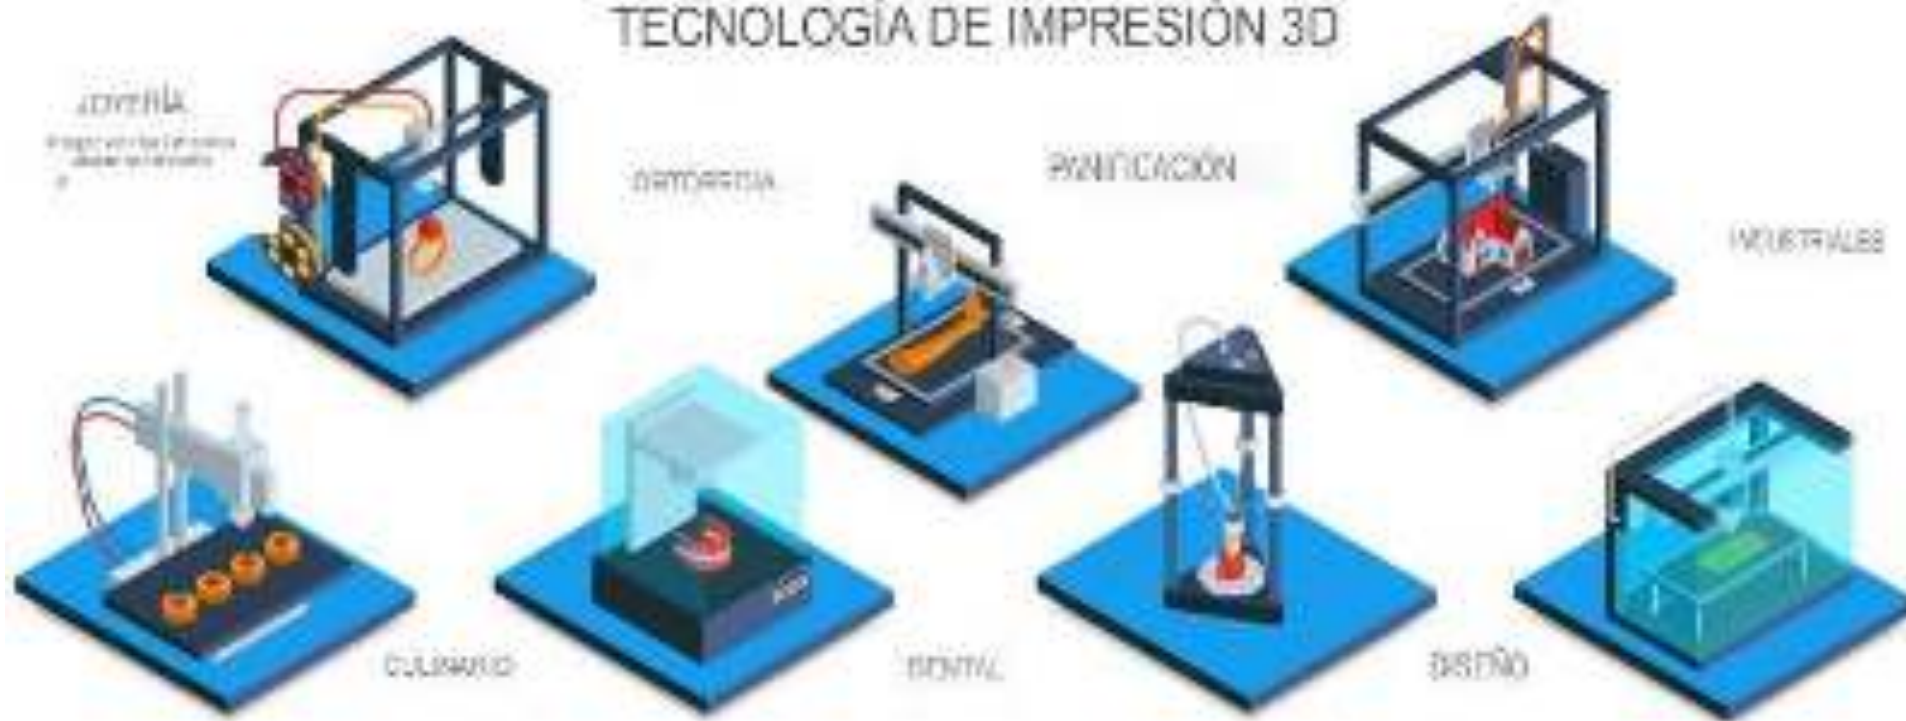 TECNOLOGÍA DE IMPRESIÓN 3D
JOYERÍA
ORTOPEDIA
PANIFICACIÓN
INDUSTRIALES
CULINARIO
DENTAL
DISEÑO